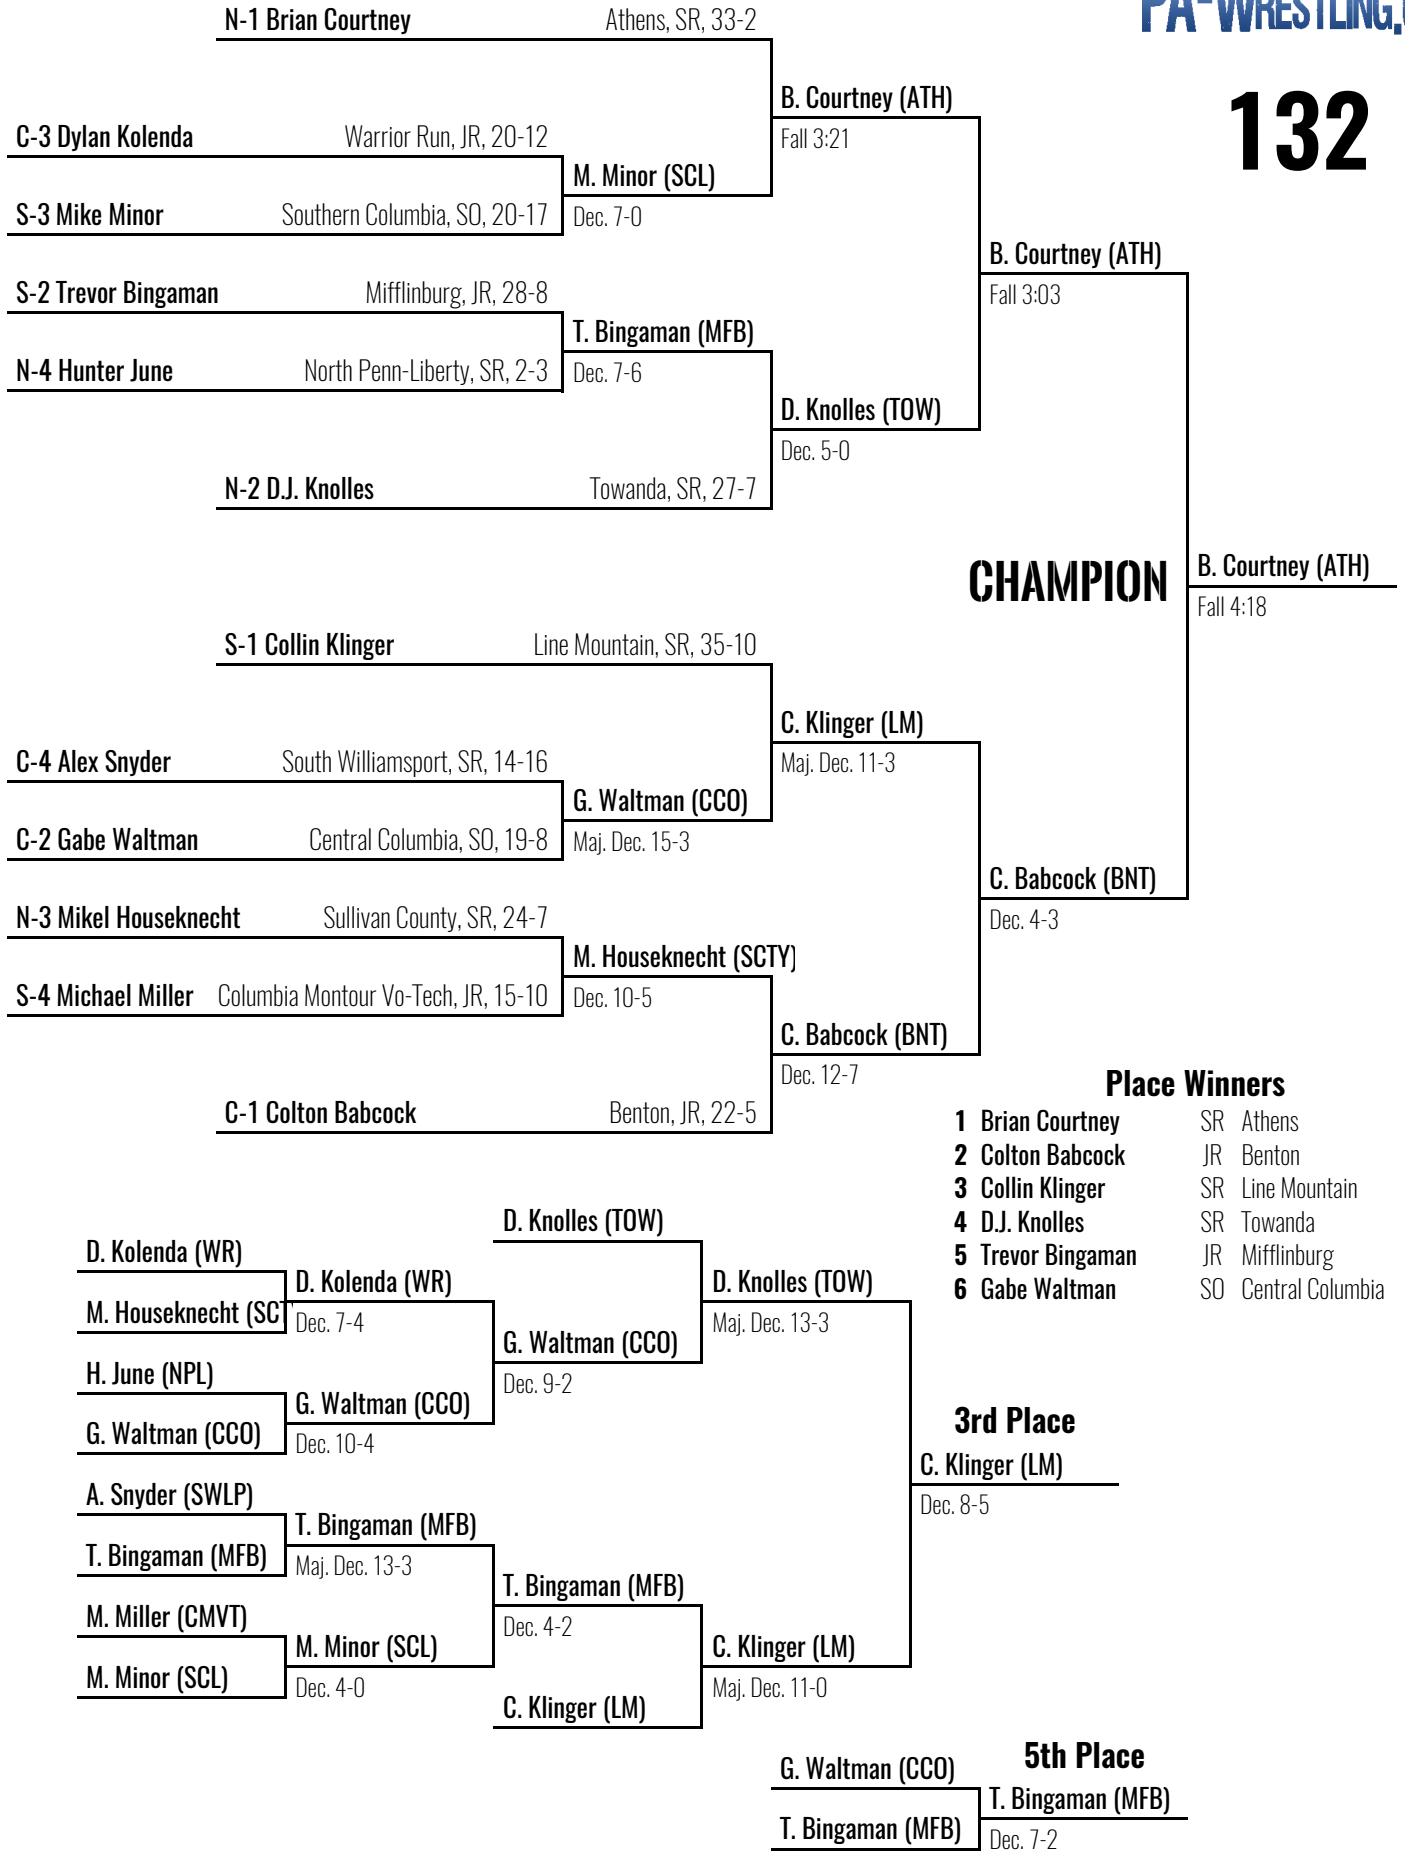 PA-WRESTLING.
132
N-1 Brian Courtney Athens, SR, 33-2
B. Courtney (ATH)
Fall 3:21
C-3 Dylan Kolenda Warrior Run, JR, 20-12
M. Minor (SCL)
Dec. 7-0
S-3 Mike Minor Southern Columbia, SO, 20-17
B. Courtney (ATH)
Fall 3:03
S-2 Trevor Bingaman Mifflinburg, JR, 28-8
T. Bingaman (MFB)
Dec. 7-6
N-4 Hunter June North Penn-Liberty, SR, 2-3
D. Knolles (TOW)
Dec. 5-0
N-2 D.J. Knolles Towanda, SR, 27-7
CHAMPION
B. Courtney (ATH)
Fall 4:18
S-1 Collin Klinger Line Mountain, SR, 35-10
C. Klinger (LM)
Maj. Dec. 11-3
C-4 Alex Snyder South Williamsport, SR, 14-16
G. Waltman (CCO)
Maj. Dec. 15-3
C-2 Gabe Waltman Central Columbia, SO, 19-8
C. Babcock (BNT)
Dec. 4-3
N-3 Mikel Houseknecht Sullivan County, SR, 24-7
M. Houseknecht (SCTY)
Dec. 10-5
S-4 Michael Miller Columbia Montour Vo-Tech, JR, 15-10
C. Babcock (BNT)
Dec. 12-7
C-1 Colton Babcock Benton, JR, 22-5
Place Winners
1 Brian Courtney SR Athens
2 Colton Babcock JR Benton
3 Collin Klinger SR Line Mountain
4 D.J. Knolles SR Towanda
5 Trevor Bingaman JR Mifflinburg
6 Gabe Waltman SO Central Columbia
D. Knolles (TOW)
D. Kolenda (WR)
D. Kolenda (WR)
Dec. 7-4
M. Houseknecht (SCT
D. Knolles (TOW)
Maj. Dec. 13-3
G. Waltman (CCO)
Dec. 9-2
H. June (NPL)
G. Waltman (CCO)
Dec. 10-4
G. Waltman (CCO)
3rd Place
C. Klinger (LM)
Dec. 8-5
A. Snyder (SWLP)
T. Bingaman (MFB)
Maj. Dec. 13-3
T. Bingaman (MFB)
T. Bingaman (MFB)
Dec. 4-2
M. Miller (CMVT)
M. Minor (SCL)
Dec. 4-0
M. Minor (SCL)
C. Klinger (LM)
Maj. Dec. 11-0
C. Klinger (LM)
5th Place
G. Waltman (CCO)
T. Bingaman (MFB)
Dec. 7-2
T. Bingaman (MFB)